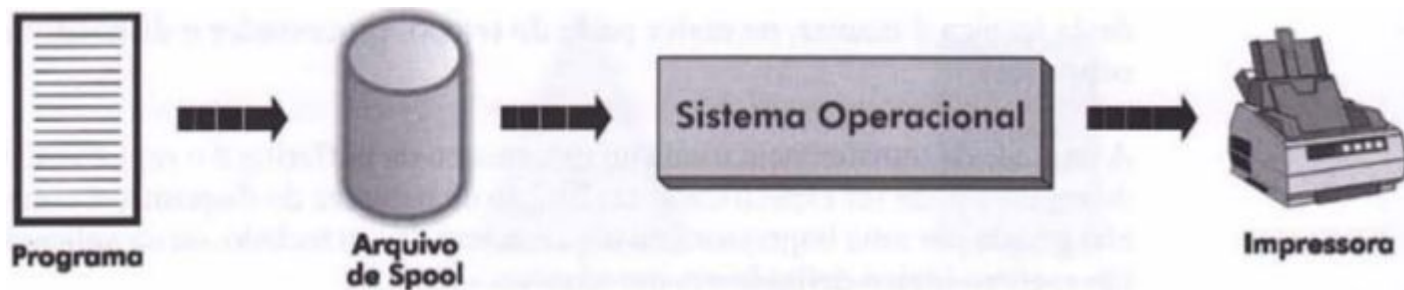 Programa
Arquivo
de Spool
Sistema Operacional
Impressora